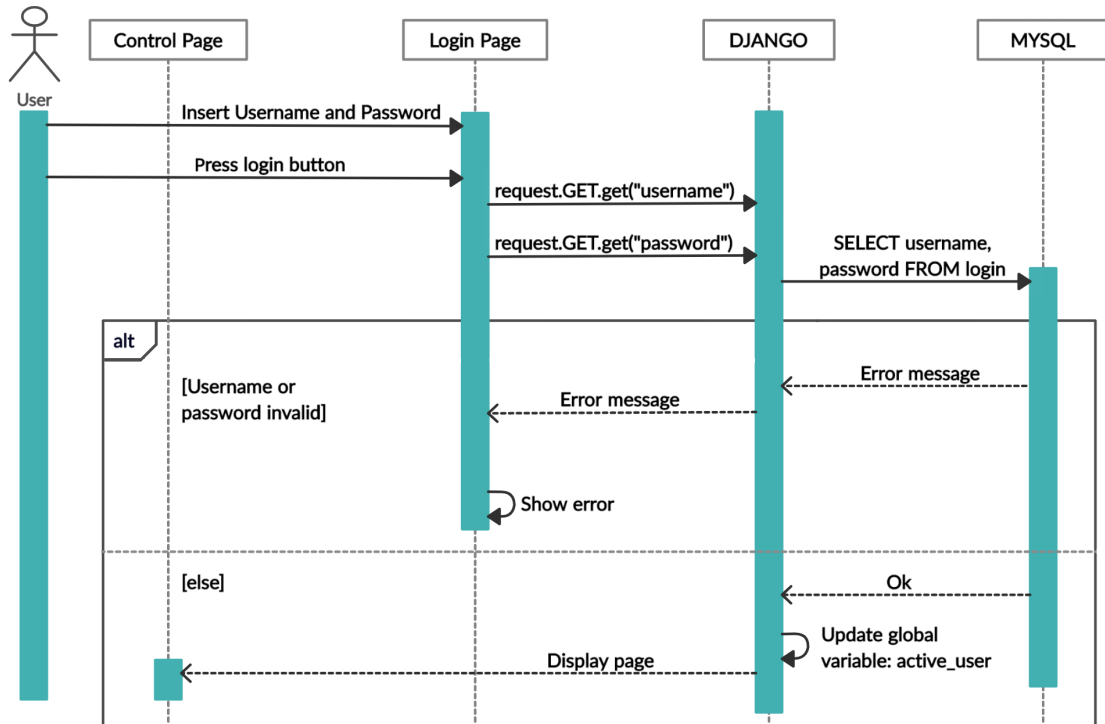 Control Page
Login Page
DJANGO
MYSQL
User
Insert Username and Password
Press login button
request.GET.get("username")
request.GET.get("password")
SELECT username,
password FROM login
alt
[Username or
password invalid]
Error message
Error message
Show error
[else]
Ok
Update global
variable: active_user
Display page